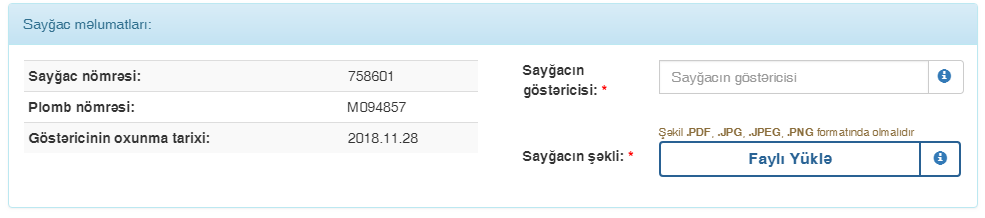 Sayğac məlumatları:
Sayğac nömrəsi: 758601
Plomb nömrəsi: M094857
Göstəricinin oxunma tarixi: 2018.11.28
Sayğacın
göstəricisi: *
Sayğacın göstəricisi
Şəkil .PDF, .JPG, .JPEG, .PNG formatında olmalıdır
Sayğacın şəkli: *
Faylı Yüklə